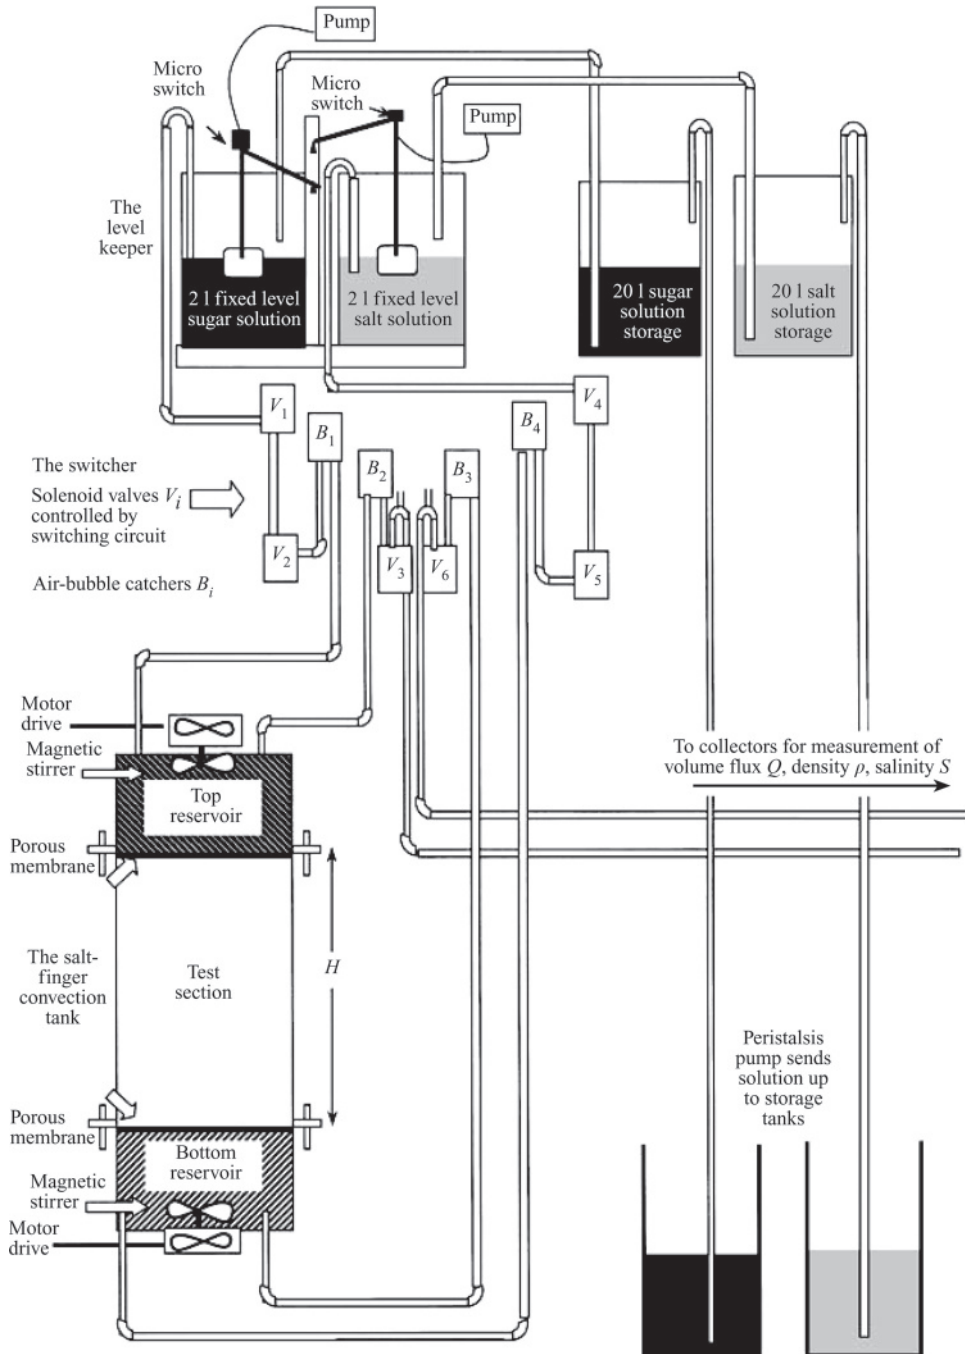 Pump
Micro
switch
Micro
switch
Pump
The
level
keeper
2 l fixed level
sugar solution
2 l fixed level
salt solution
20 l sugar
solution
storage
20 l salt
solution
storage
V1
B1
B4
V4
B2
B3
The switcher
Solenoid valves Vi
controlled by
switching circuit
V2
V3
V6
V5
Air-bubble catchers Bi
Motor
drive
Magnetic
stirrer
Top
reservoir
To collectors for measurement of
volume flux Q, density ρ, salinity S
Porous
membrane
The salt-
finger
convection
tank
Test
section
H
Peristalsis
pump sends
solution up
to storage
tanks
Porous
membrane
Bottom
reservoir
Magnetic
stirrer
Motor
drive